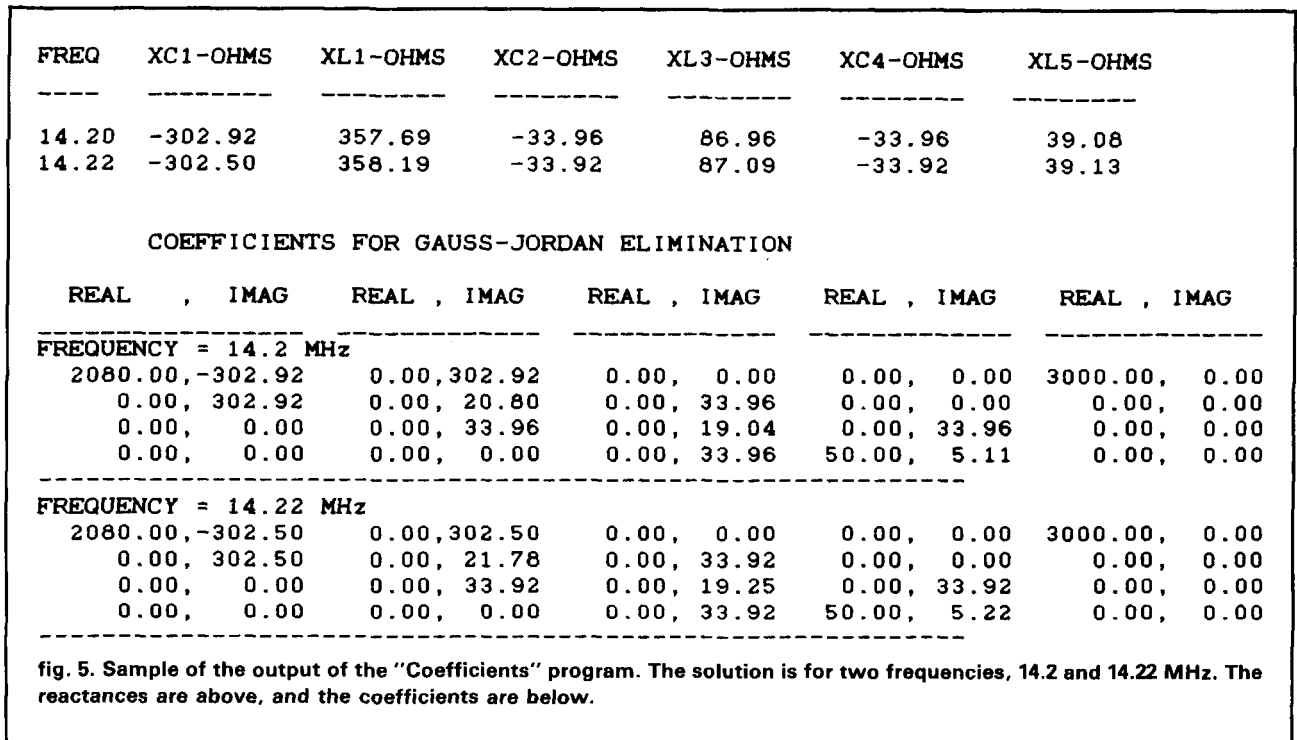 FREQ XC1-OHMS XL1-OHMS XC2-OHMS XL3-OHMS XC4-OHMS XL5-OHMS
---- -------- -------- -------- -------- -------- --------
14.20 -302.92 357.69 -33.96 86.96 -33.96 39.08
14.22 -302.50 358.19 -33.92 87.09 -33.92 39.13
COEFFICIENTS FOR GAUSS-JORDAN ELIMINATION
REAL , IMAG REAL , IMAG REAL , IMAG REAL , IMAG REAL , IMAG
FREQUENCY = 14.2 MHz
2080.00,-302.92 0.00,302.92 0.00, 0.00 0.00, 0.00 3000.00, 0.00
0.00, 302.92 0.00, 20.80 0.00, 33.96 0.00, 0.00 0.00, 0.00
0.00, 0.00 0.00, 33.96 0.00, 19.04 0.00, 33.96 0.00, 0.00
0.00, 0.00 0.00, 0.00 0.00, 33.96 50.00, 5.11 0.00, 0.00
FREQUENCY = 14.22 MHz
2080.00,-302.50 0.00,302.50 0.00, 0.00 0.00, 0.00 3000.00, 0.00
0.00, 302.50 0.00, 21.78 0.00, 33.92 0.00, 0.00 0.00, 0.00
0.00, 0.00 0.00, 33.92 0.00, 19.25 0.00, 33.92 0.00, 0.00
0.00, 0.00 0.00, 0.00 0.00, 33.92 50.00, 5.22 0.00, 0.00
fig. 5. Sample of the output of the "Coefficients" program. The solution is for two frequencies, 14.2 and 14.22 MHz. The
reactances are above, and the coefficients are below.